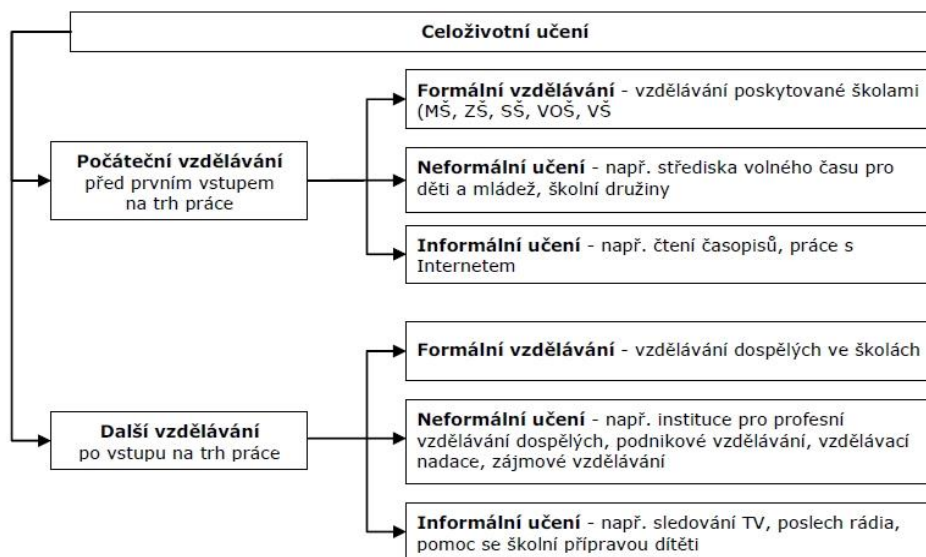 Celoživotní učení
Formální vzdělávání - vzdělávání poskytované školami
(MŠ, ZŠ, SŠ, VOŠ, VŠ
Počáteční vzdělávání
před prvním vstupem
na trh práce
Neformální učení - např. střediska volného času pro
děti a mládež, školní družiny
Informální učení - např. čtení časopisů, práce s
Internetem
Formální vzdělávání - vzdělávání dospělých ve školách
Další vzdělávání
po vstupu na trh práce
Neformální učení - např. instituce pro profesní
vzdělávání dospělých, podnikové vzdělávání, vzdělávací
nadace, zájmové vzdělávání
Informální učení - např. sledování TV, poslech rádia,
pomoc se školní přípravou dítěti